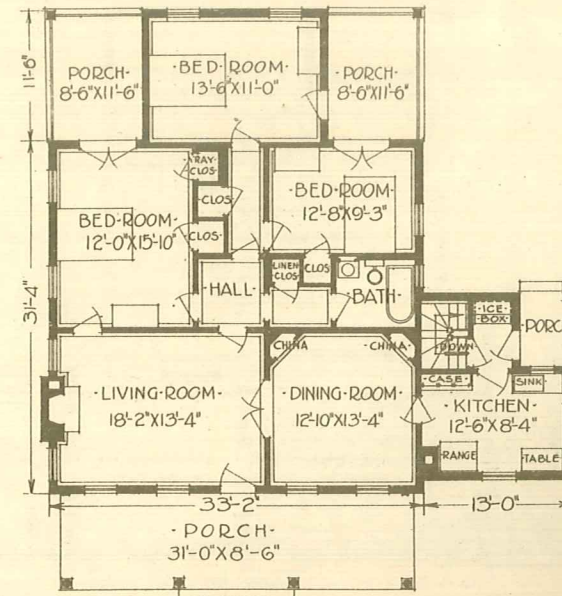 11'-6"
PORCH·
8'-6"X11'-6"
·BED·ROOM·
13'-6"X11'-0"
PORCH·
8'-6"X11'-6"
31'-4"
BED·ROOM·
12'-0"X15'-10"
CLOS·
CLOS
CLOS·
·BED·ROOM·
12'-8"X9'-3"
LINEN
CLOS
CLOS
·HALL·
·BATH·
ICE
BOX
PORC
DOWN
CHINA
CHINA·
·CASE·
SINK
·LIVING·ROOM·
18'-2"X13'-4"
DINING·ROOM
12'-10"X13'-4"
·KITCHEN·
12'-6"X8'-4"
RANGE
TABLE
33'-2"
13'-0"
·PORCH·
31'-0"X8'-6"